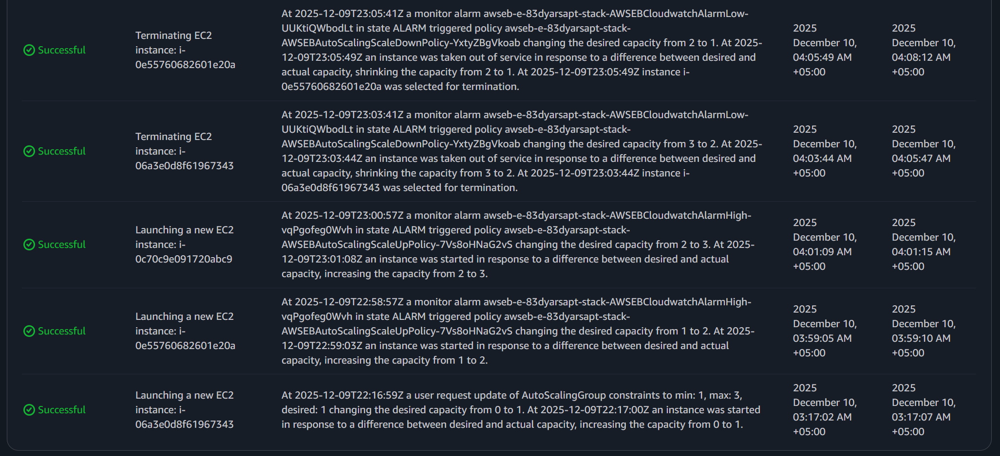 Successful
Terminating EC2
instance: i-
0e55760682601e20a
At 2025-12-09T23:05:41Z a monitor alarm awseb-e-83dyarsapt-stack-AWSEBCloudwatchAlarmLow-
UUKtiQWbodLt in state ALARM triggered policy awseb-e-83dyarsapt-stack-
AWSEBAutoScalingScaleDownPolicy-YxtyZBgVkoab changing the desired capacity from 2 to 1. At 2025-
12-09T23:05:49Z an instance was taken out of service in response to a difference between desired and
actual capacity, shrinking the capacity from 2 to 1. At 2025-12-09T23:05:49Z instance i-
0e55760682601e20a was selected for termination.
2025
December 10,
04:05:49 AM
+05:00
2025
December 10,
04:08:12 AM
+05:00
Successful
Terminating EC2
instance: i-
06a3e0d8f61967343
At 2025-12-09T23:03:41Z a monitor alarm awseb-e-83dyarsapt-stack-AWSEBCloudwatchAlarmLow-
UUKtiQWbodLt in state ALARM triggered policy awseb-e-83dyarsapt-stack-
AWSEBAutoScalingScaleDownPolicy-YxtyZBgVkoab changing the desired capacity from 3 to 2. At 2025-
12-09T23:03:44Z an instance was taken out of service in response to a difference between desired and
actual capacity, shrinking the capacity from 3 to 2. At 2025-12-09T23:03:44Z instance i-
06a3e0d8f61967343 was selected for termination.
2025
December 10,
04:03:44 AM
+05:00
2025
December 10,
04:05:47 AM
+05:00
Successful
Launching a new EC2
instance: i-
0c70c9e091720abc9
At 2025-12-09T23:00:57Z a monitor alarm awseb-e-83dyarsapt-stack-AWSEBCloudwatchAlarmHigh-
vqPgofeg0Wvh in state ALARM triggered policy awseb-e-83dyarsapt-stack-
AWSEBAutoScalingScaleUpPolicy-7Vs8oHNaG2vS changing the desired capacity from 2 to 3. At 2025-
12-09T23:01:08Z an instance was started in response to a difference between desired and actual
capacity, increasing the capacity from 2 to 3.
2025
December 10,
04:01:09 AM
+05:00
2025
December 10,
04:01:15 AM
+05:00
Successful
Launching a new EC2
instance: i-
0e55760682601e20a
At 2025-12-09T22:58:57Z a monitor alarm awseb-e-83dyarsapt-stack-AWSEBCloudwatchAlarmHigh-
vqPgofeg0Wvh in state ALARM triggered policy awseb-e-83dyarsapt-stack-
AWSEBAutoScalingScaleUpPolicy-7Vs8oHNaG2vS changing the desired capacity from 1 to 2. At 2025-
12-09T22:59:03Z an instance was started in response to a difference between desired and actual
capacity, increasing the capacity from 1 to 2.
2025
December 10,
03:59:05 AM
+05:00
2025
December 10,
03:59:10 AM
+05:00
Successful
Launching a new EC2
instance: i-
06a3e0d8f61967343
At 2025-12-09T22:16:59Z a user request update of AutoScalingGroup constraints to min: 1, max: 3,
desired: 1 changing the desired capacity from 0 to 1. At 2025-12-09T22:17:00Z an instance was started
in response to a difference between desired and actual capacity, increasing the capacity from 0 to 1.
2025
December 10,
03:17:02 AM
+05:00
2025
December 10,
03:17:07 AM
+05:00